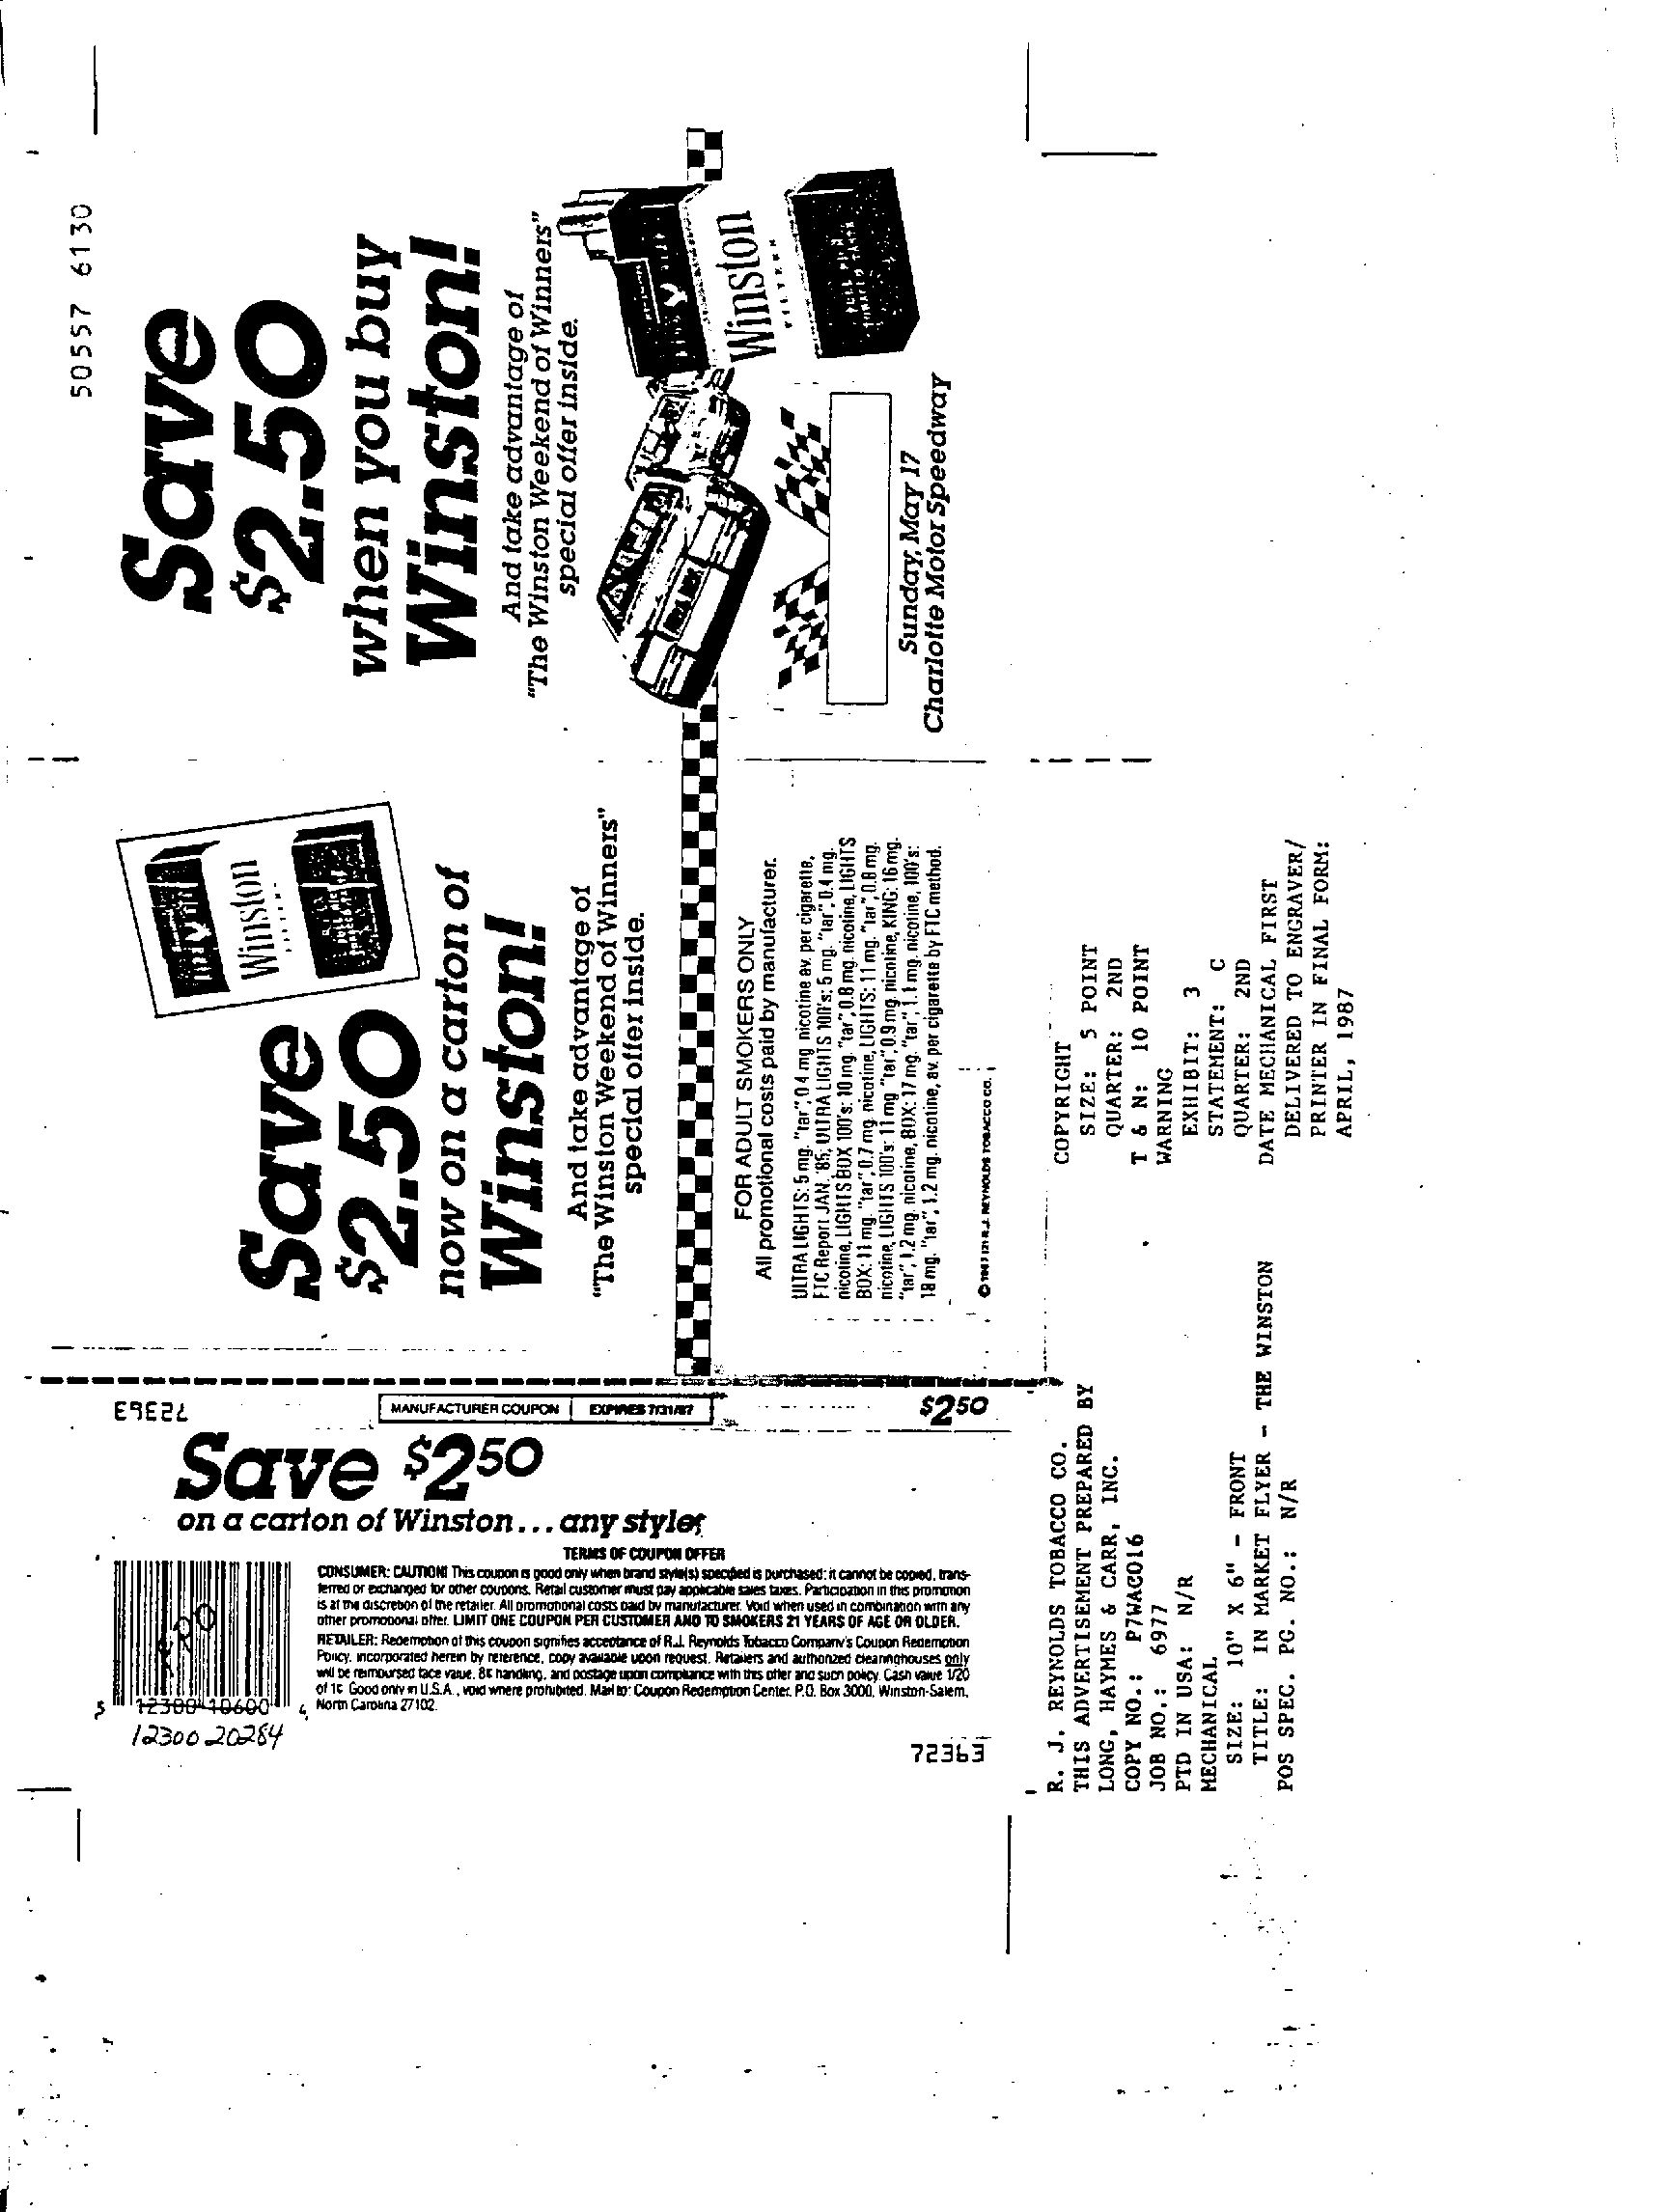 50557 6130
Save
$2.50
when you buy
Winston!
And take advantage of
"The Winston Weekend of Winners"
special offer inside.
Winston
FILTERS
Sunday, May 17
Charlotte Motor Speedway
Winston
Save
$2.50
now on a carton of
Winston!
And take advantage of
"The Winston Weekend of Winners"
special offer inside.
FOR ADULT SMOKERS ONLY
All promotional costs paid by manufacturer.
ULTRA LIGHTS: 5 mg. "tar", 0.4 mg nicotine av. per cigarette,
FTC Report JAN. '85; ULTRA LIGHTS 100's: 5 mg. "tar", 0.4 mg.
nicotine, LIGHTS BOX 100's: 10 mg. "tar", 0.8 mg. nicotine, LIGHTS
BOX: 11 mg. "tar", 0.7 mg. nicotine, LIGHTS: 11 mg. "tar", 0.8 mg.
nicotine, LIGHTS 100's: 11 mg "tar", 0.9 mg. nicotine, KING: 16 mg.
"tar", 1.2 mg. nicotine, BOX: 17 mg. "tar", 1.1 mg. nicotine, 100's:
18 mg. "tar", 1.2 mg. nicotine, av. per cigarette by FTC method.
R.J. REYNOLDS TOBACCO CO.
72363
MANUFACTURER COUPON EXPIRES 7/31/87
$250
Save $250
on a carton of Winston...any style!
TERMS OF COUPON OFFER
CONSUMER: CAUTION! This coupon is good only when brand style(s) specified is purchased: it cannot be copied, trans-
ferred or exchanged for other coupons. Retail customer must pay applicable sales taxes. Participation in this promotion
is at the discretion of the retailer. All promotional costs paid by manufacturer. Void when used in combination with any
other promotional offer. LIMIT ONE COUPON PER CUSTOMER AND TO SMOKERS 21 YEARS OF AGE OR OLDER.
RETAILER: Redemption of this coupon signifies acceptance of R.J. Reynolds Tobacco Company's Coupon Redemption
Policy, incorporated herein by reference, copy available upon request. Retailers and authorized clearinghouses only
will be reimbursed face value, 8¢ handling, and postage upon compliance with this offer and such policy. Cash value 1/20
of 1¢ Good only in U.S.A., void where prohibited. Mail to: Coupon Redemption Center, P.O. Box 3000, Winston-Salem,
North Carolina 27102.
5 12300 10600 4
12300 20284
72363
COPYRIGHT
SIZE: 5 POINT
QUARTER: 2ND
T & N: 10 POINT
WARNING
EXHIBIT: 3
STATEMENT: C
QUARTER: 2ND
DATE MECHANICAL FIRST
DELIVERED TO ENGRAVER/
PRINTER IN FINAL FORM:
APRIL, 1987
R. J. REYNOLDS TOBACCO CO.
THIS ADVERTISEMENT PREPARED BY
LONG, HAYMES & CARR, INC.
COPY NO.: P7WACO16
JOB NO.: 6977
PTD IN USA: N/R
MECHANICAL
SIZE: 10" X 6" - FRONT
TITLE: IN MARKET FLYER - THE WINSTON
POS SPEC. PG. NO.: N/R